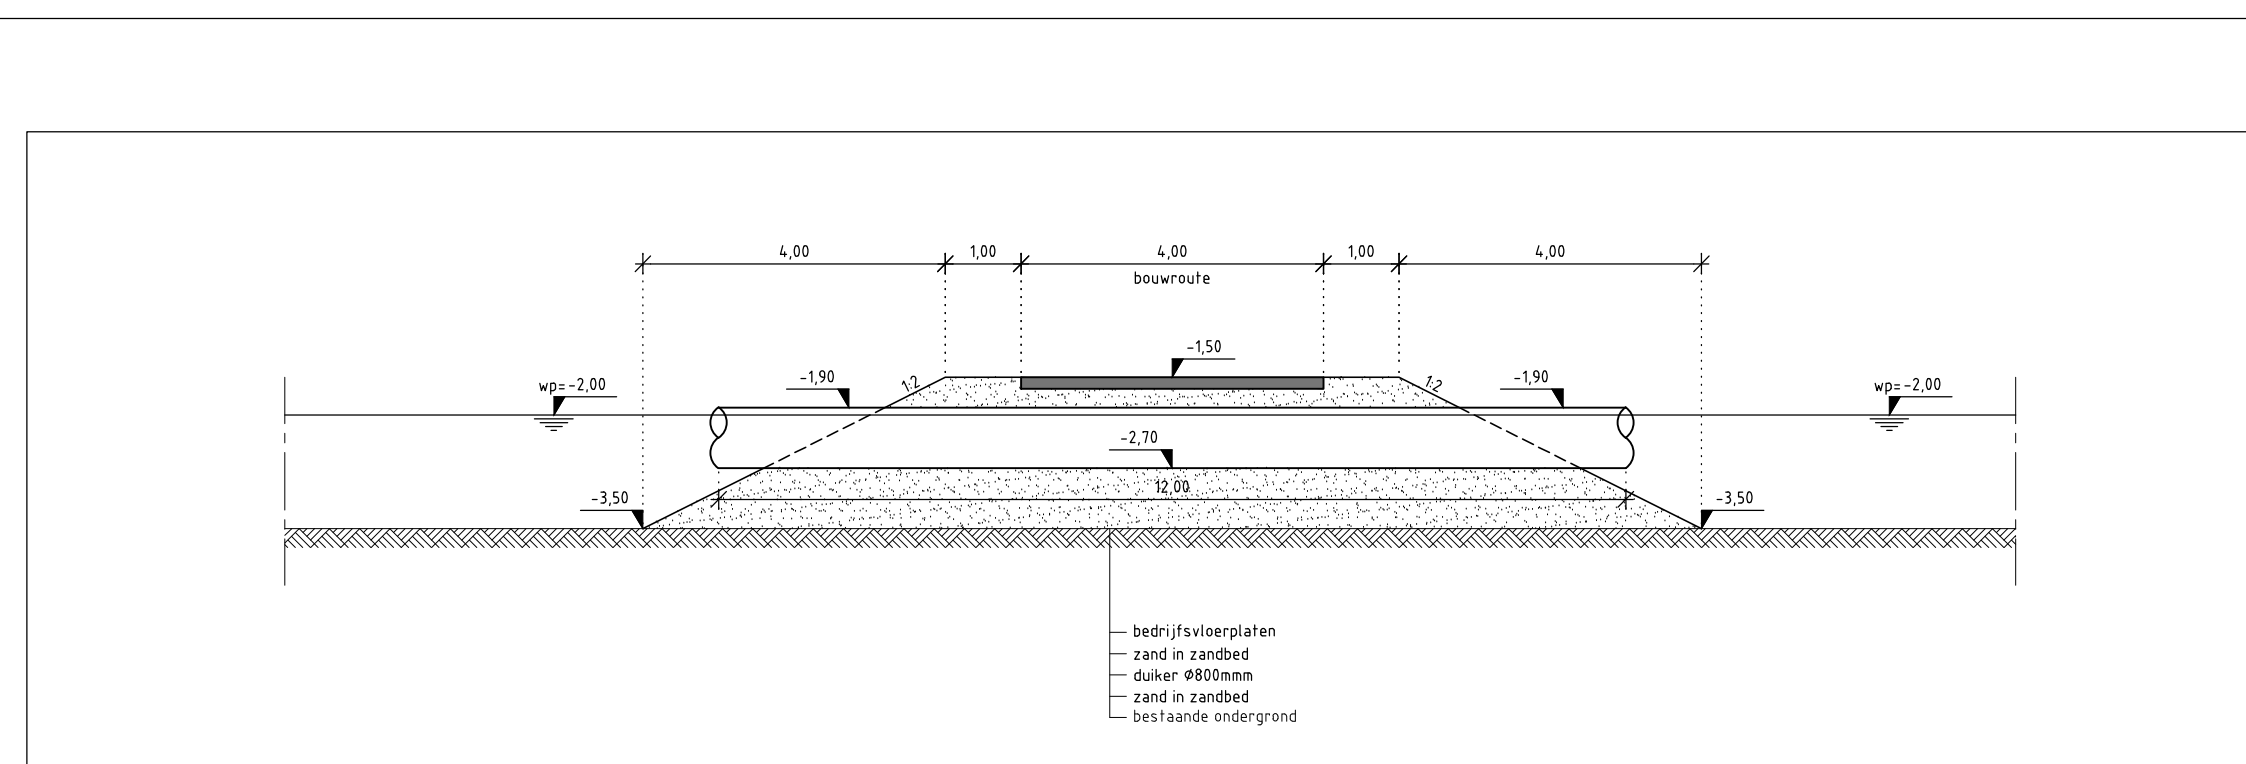 4,00 1,00 4,00 1,00 4,00
bouwroute
-1,50
wp=-2,00 -1,90 1:2 1:2 -1,90 wp=-2,00
-2,70
-3,50 12,00 -3,50
bedrijfsvloerplaten
zand in zandbed
duiker Ø800mmm
zand in zandbed
bestaande ondergrond